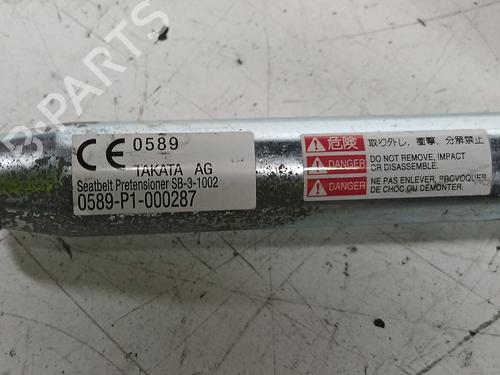 B-PARTS
CE 0589
TAKATA AG
Seatbelt Pretensioner SB-3-1002
0589-P1-000287
危険 取り外し、衝撃、分解禁止
DANGER DO NOT REMOVE, IMPACT
OR DISASSEMBLE.
DANGER NE PAS ENLEVER, PROVOQUER
DE CHOC OU DÉMONTER.